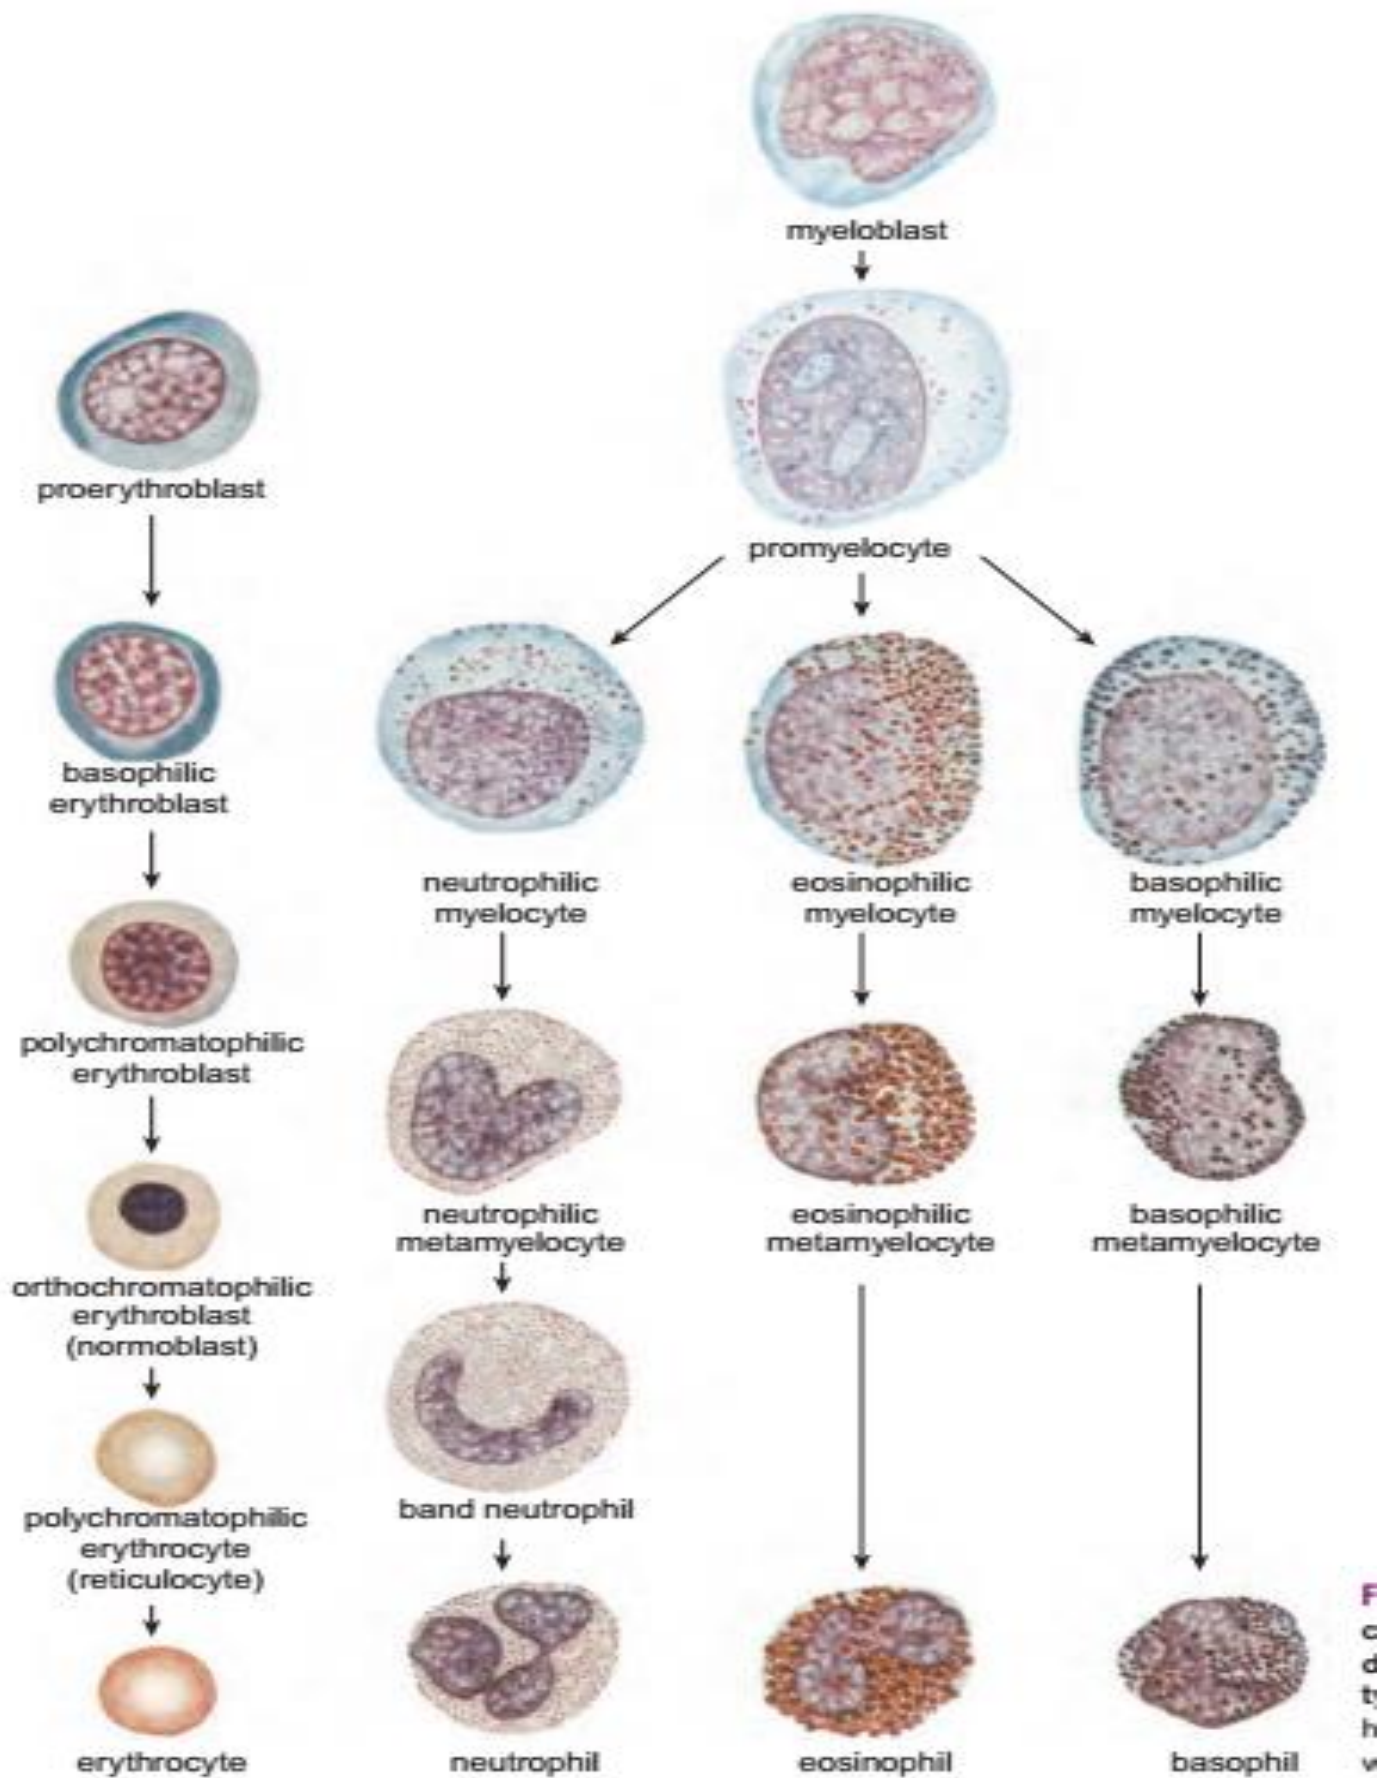 myeloblast
promyelocyte
proerythroblast
basophilic
erythroblast
polychromatophilic
erythroblast
orthochromatophilic
erythroblast
(normoblast)
polychromatophilic
erythrocyte
(reticulocyte)
erythrocyte
neutrophilic
myelocyte
neutrophilic
metamyelocyte
band neutrophil
neutrophil
eosinophilic
myelocyte
eosinophilic
metamyelocyte
eosinophil
basophilic
myelocyte
basophilic
metamyelocyte
basophil